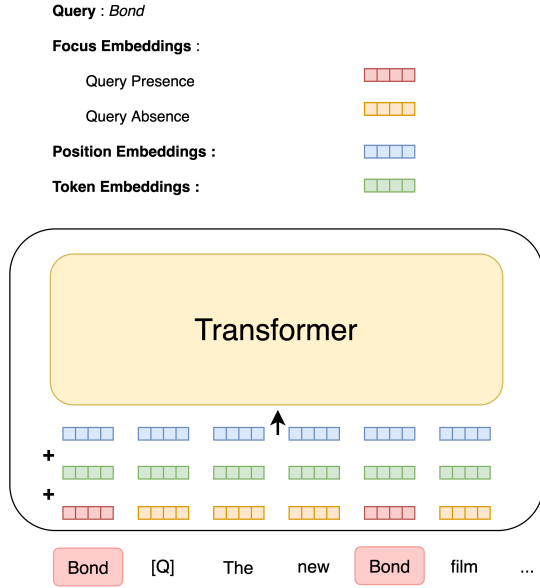 Query : Bond
Focus Embeddings :
Query Presence
Query Absence
Position Embeddings :
Token Embeddings :
Transformer
+
+
Bond [Q] The new Bond film ...